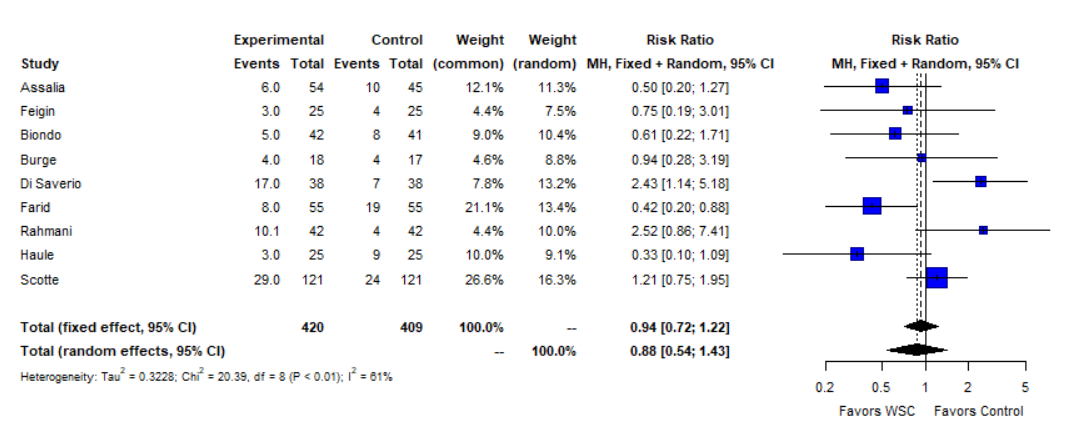 Experimental Control Weight Weight Risk Ratio Risk Ratio
Study Events Total Events Total (common) (random) MH, Fixed + Random, 95% CI MH, Fixed + Random, 95% CI
Assalia 6.0 54 10 45 12.1% 11.3% 0.50 [0.20; 1.27]
Feigin 3.0 25 4 25 4.4% 7.5% 0.75 [0.19; 3.01]
Biondo 5.0 42 8 41 9.0% 10.4% 0.61 [0.22; 1.71]
Burge 4.0 18 4 17 4.6% 8.8% 0.94 [0.28; 3.19]
Di Saverio 17.0 38 7 38 7.8% 13.2% 2.43 [1.14; 5.18]
Farid 8.0 55 19 55 21.1% 13.4% 0.42 [0.20; 0.88]
Rahmani 10.1 42 4 42 4.4% 10.0% 2.52 [0.86; 7.41]
Haule 3.0 25 9 25 10.0% 9.1% 0.33 [0.10; 1.09]
Scotte 29.0 121 24 121 26.6% 16.3% 1.21 [0.75; 1.95]
Total (fixed effect, 95% CI) 420 409 100.0% -- 0.94 [0.72; 1.22]
Total (random effects, 95% CI) -- 100.0% 0.88 [0.54; 1.43]
Heterogeneity: Tau² = 0.3228; Chi² = 20.39, df = 8 (P < 0.01); I² = 61%
0.2 0.5 1 2 5
Favors WSC Favors Control